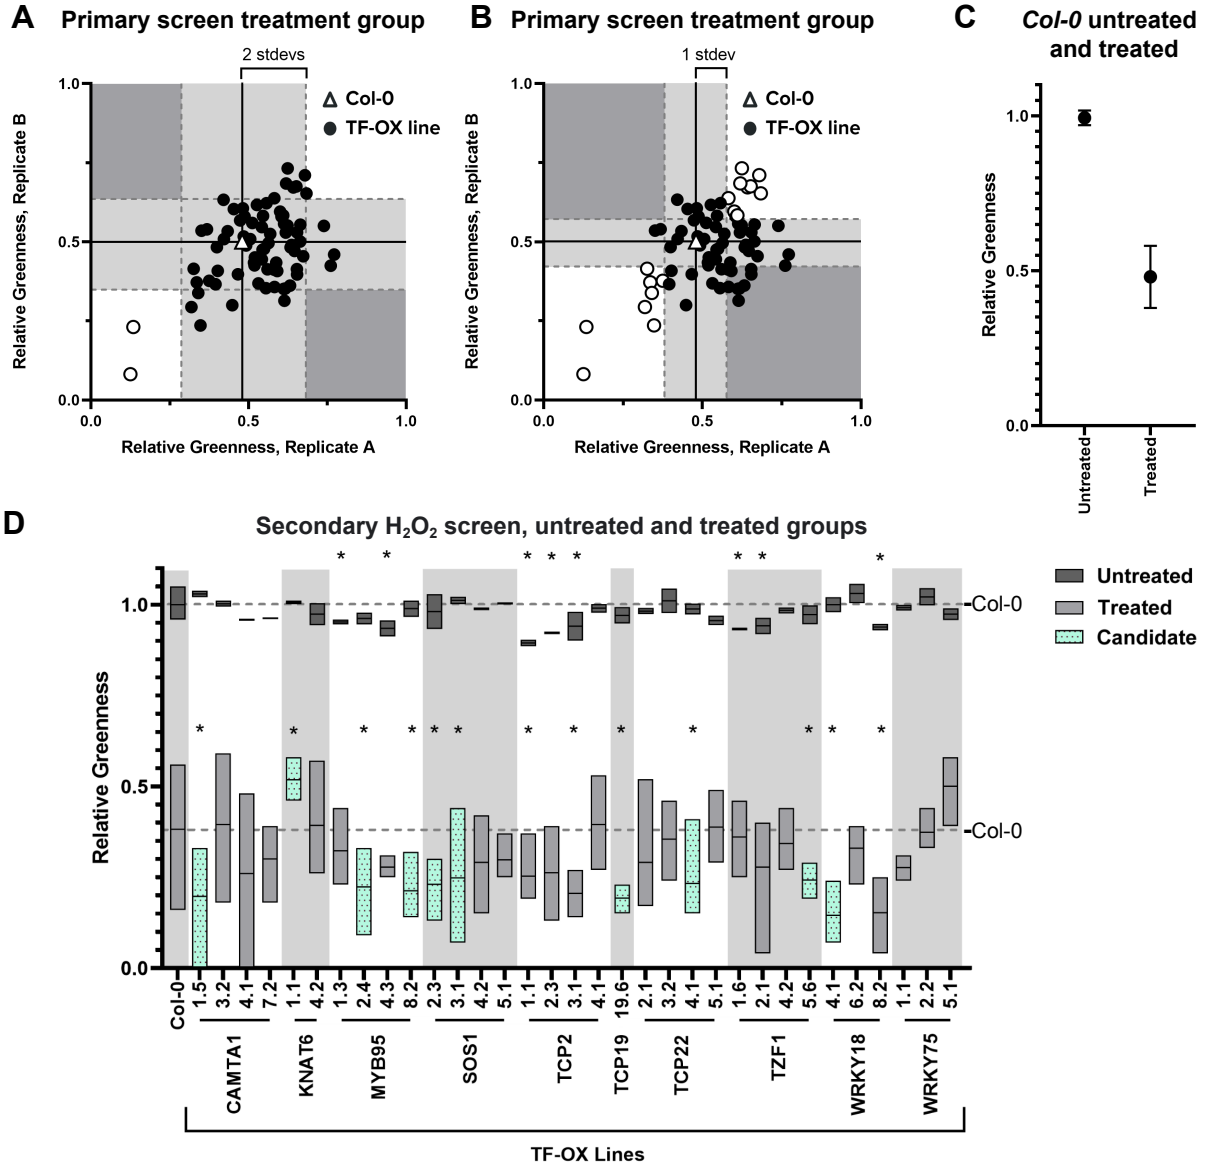 A
Primary screen treatment group
2 stdevs
Col-0
TF-OX line
Relative Greenness, Replicate B
1.0
0.5
0.0
0.0
0.5
1.0
Relative Greenness, Replicate A
B
Primary screen treatment group
1 stdev
Col-0
TF-OX line
Relative Greenness, Replicate B
1.0
0.5
0.0
0.0
0.5
1.0
Relative Greenness, Replicate A
C
Col-0 untreated
and treated
Relative Greenness
1.0
0.5
0.0
Untreated
Treated
D
Secondary H₂O₂ screen, untreated and treated groups
* * * * * * * *
Untreated
Treated
Candidate
Relative Greenness
1.0
0.5
0.0
Col-0
* * * * * * * * * * * * *
Col-0
Col-0 1.5 3.2 4.1 7.2 1.1 4.2 1.3 2.4 4.3 8.2 2.3 3.1 4.2 5.1 1.1 2.3 3.1 4.1 19.6 2.1 3.2 4.1 5.1 1.6 2.1 4.2 5.6 4.1 6.2 8.2 1.1 2.2 5.1
CAMTA1 KNAT6 MYB95 SOS1 TCP2 TCP19 TCP22 TZF1 WRKY18 WRKY75
TF-OX Lines